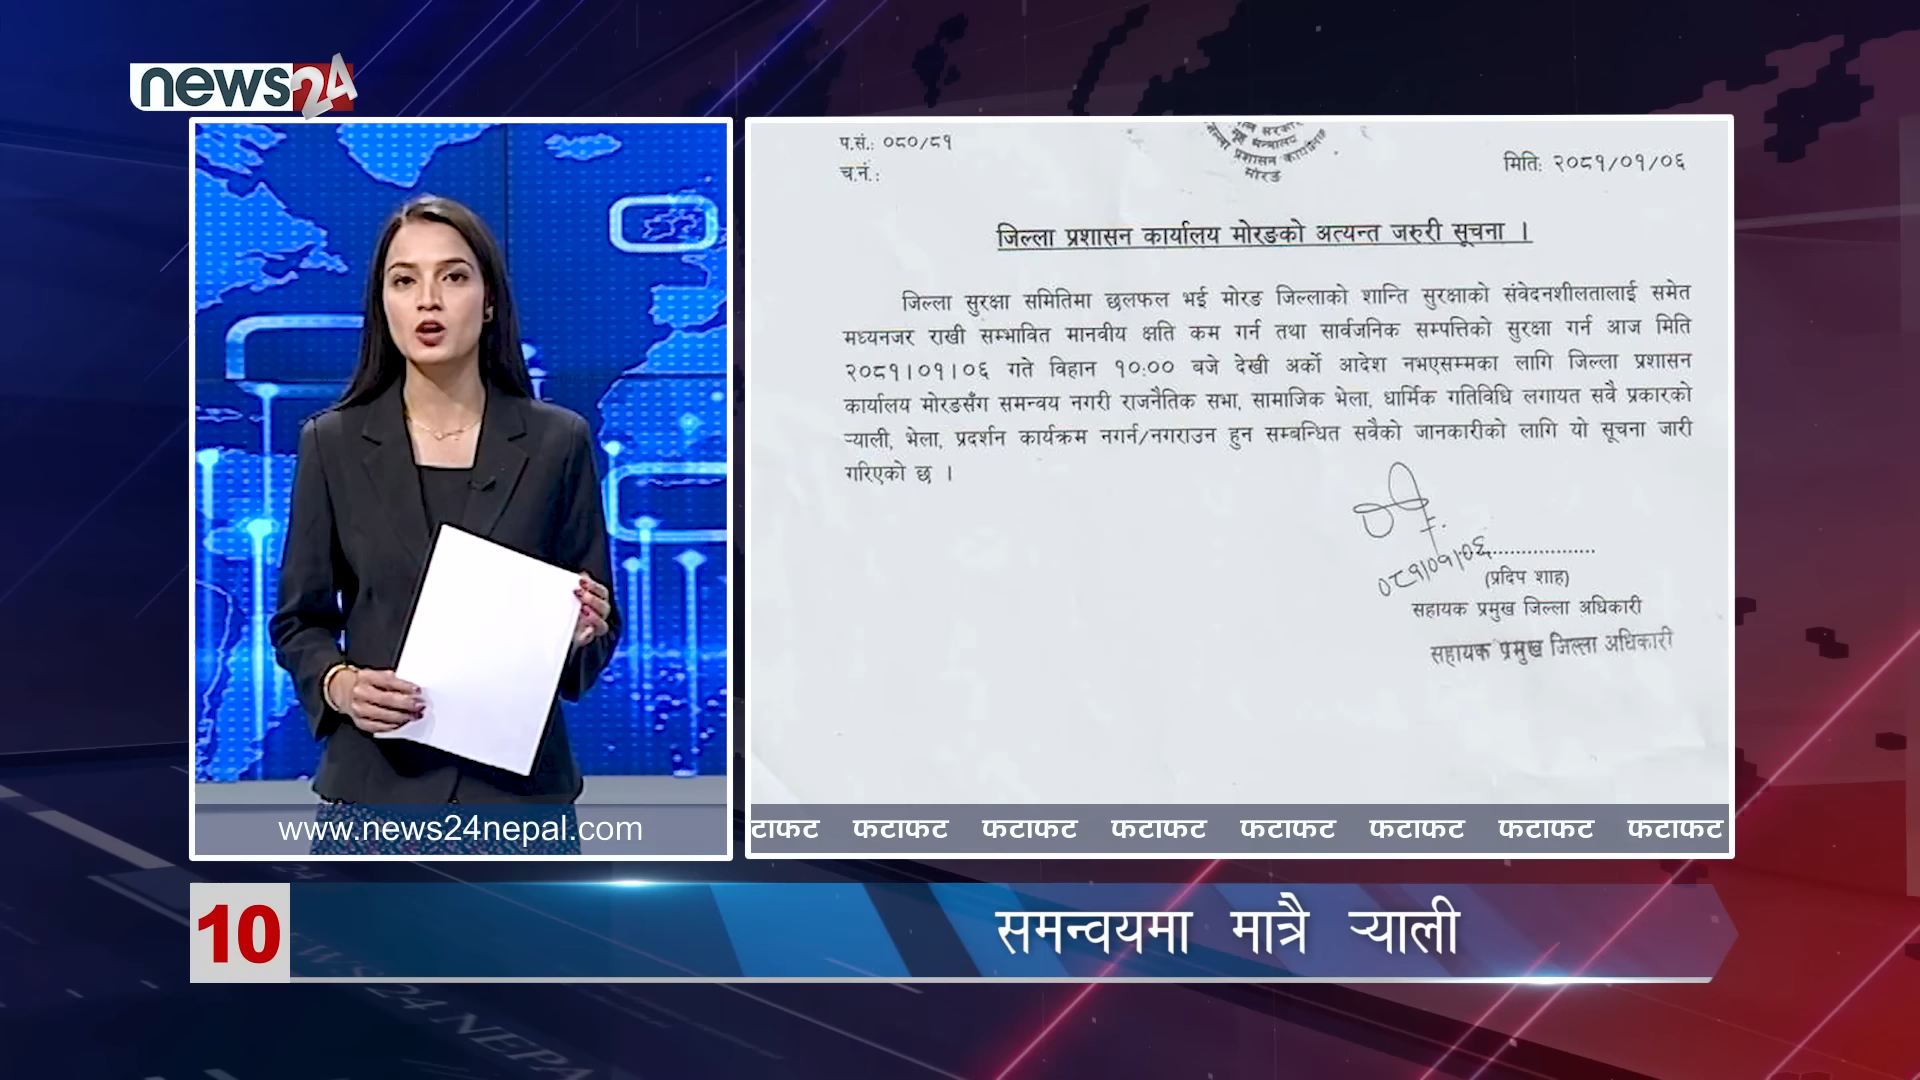 news24
प.सं.: ०८०/८१
च.नं.:
जिल्ला प्रशासन कार्यालय
मोरङ
मिति: २०८१/०१/०६
जिल्ला प्रशासन कार्यालय मोरङको अत्यन्त जरुरी सूचना ।
जिल्ला सुरक्षा समितिमा छलफल भई मोरङ जिल्लाको शान्ति सुरक्षाको संवेदनशीलतालाई समेत
मध्यनजर राखी सम्भावित मानवीय क्षति कम गर्न तथा सार्वजनिक सम्पत्तिको सुरक्षा गर्न आज मिति
२०८१।०१।०६ गते विहान १०:०० बजे देखी अर्को आदेश नभएसम्मका लागि जिल्ला प्रशासन
कार्यालय मोरङसँग समन्वय नगरी राजनैतिक सभा, सामाजिक भेला, धार्मिक गतिविधि लगायत सवै प्रकारको
ऱ्याली, भेला, प्रदर्शन कार्यक्रम नगर्न/नगराउन हुन सम्बन्धित सवैको जानकारीको लागि यो सूचना जारी
गरिएको छ ।
०८१।०१।०६
(प्रदिप शाह)
सहायक प्रमुख जिल्ला अधिकारी
सहायक प्रमुख जिल्ला अधिकारी
www.news24nepal.com
टाफट फटाफट फटाफट फटाफट फटाफट फटाफट फटाफट फटाफट
10
समन्वयमा मात्रै ऱ्याली